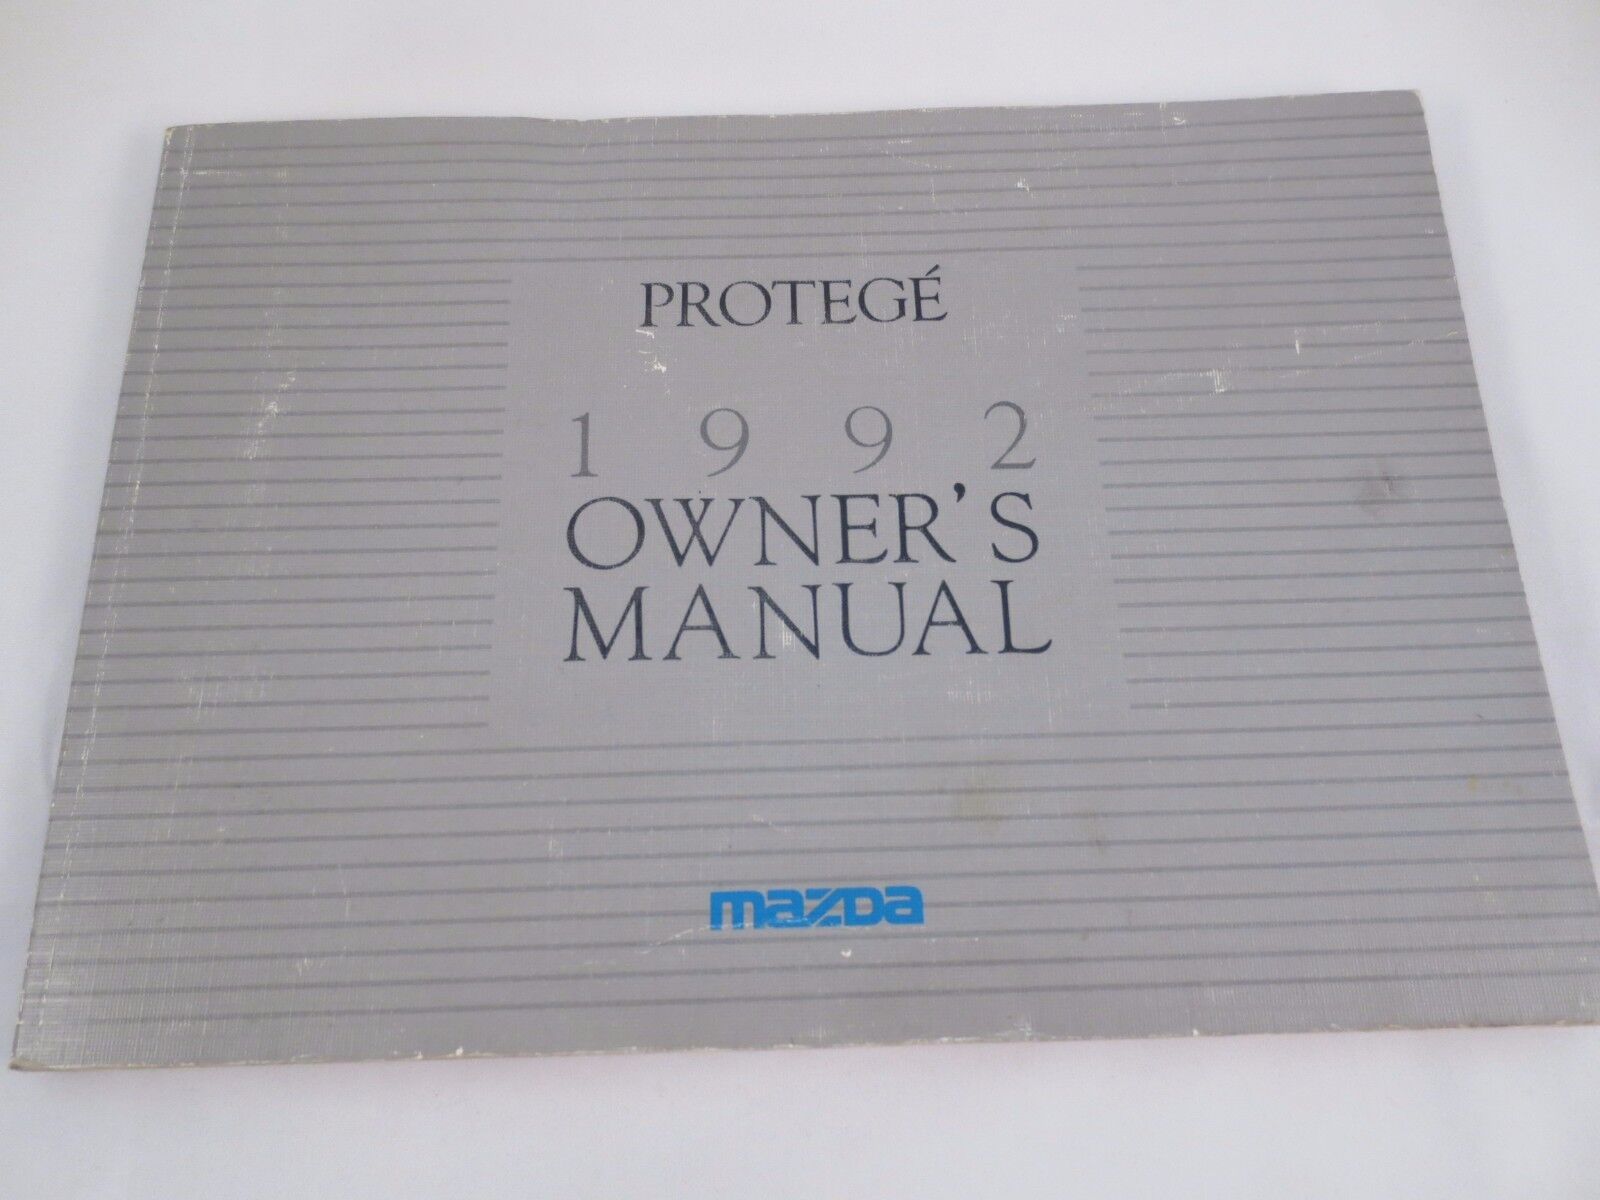 PROTEGÉ
1992
OWNER'S
MANUAL
mazda